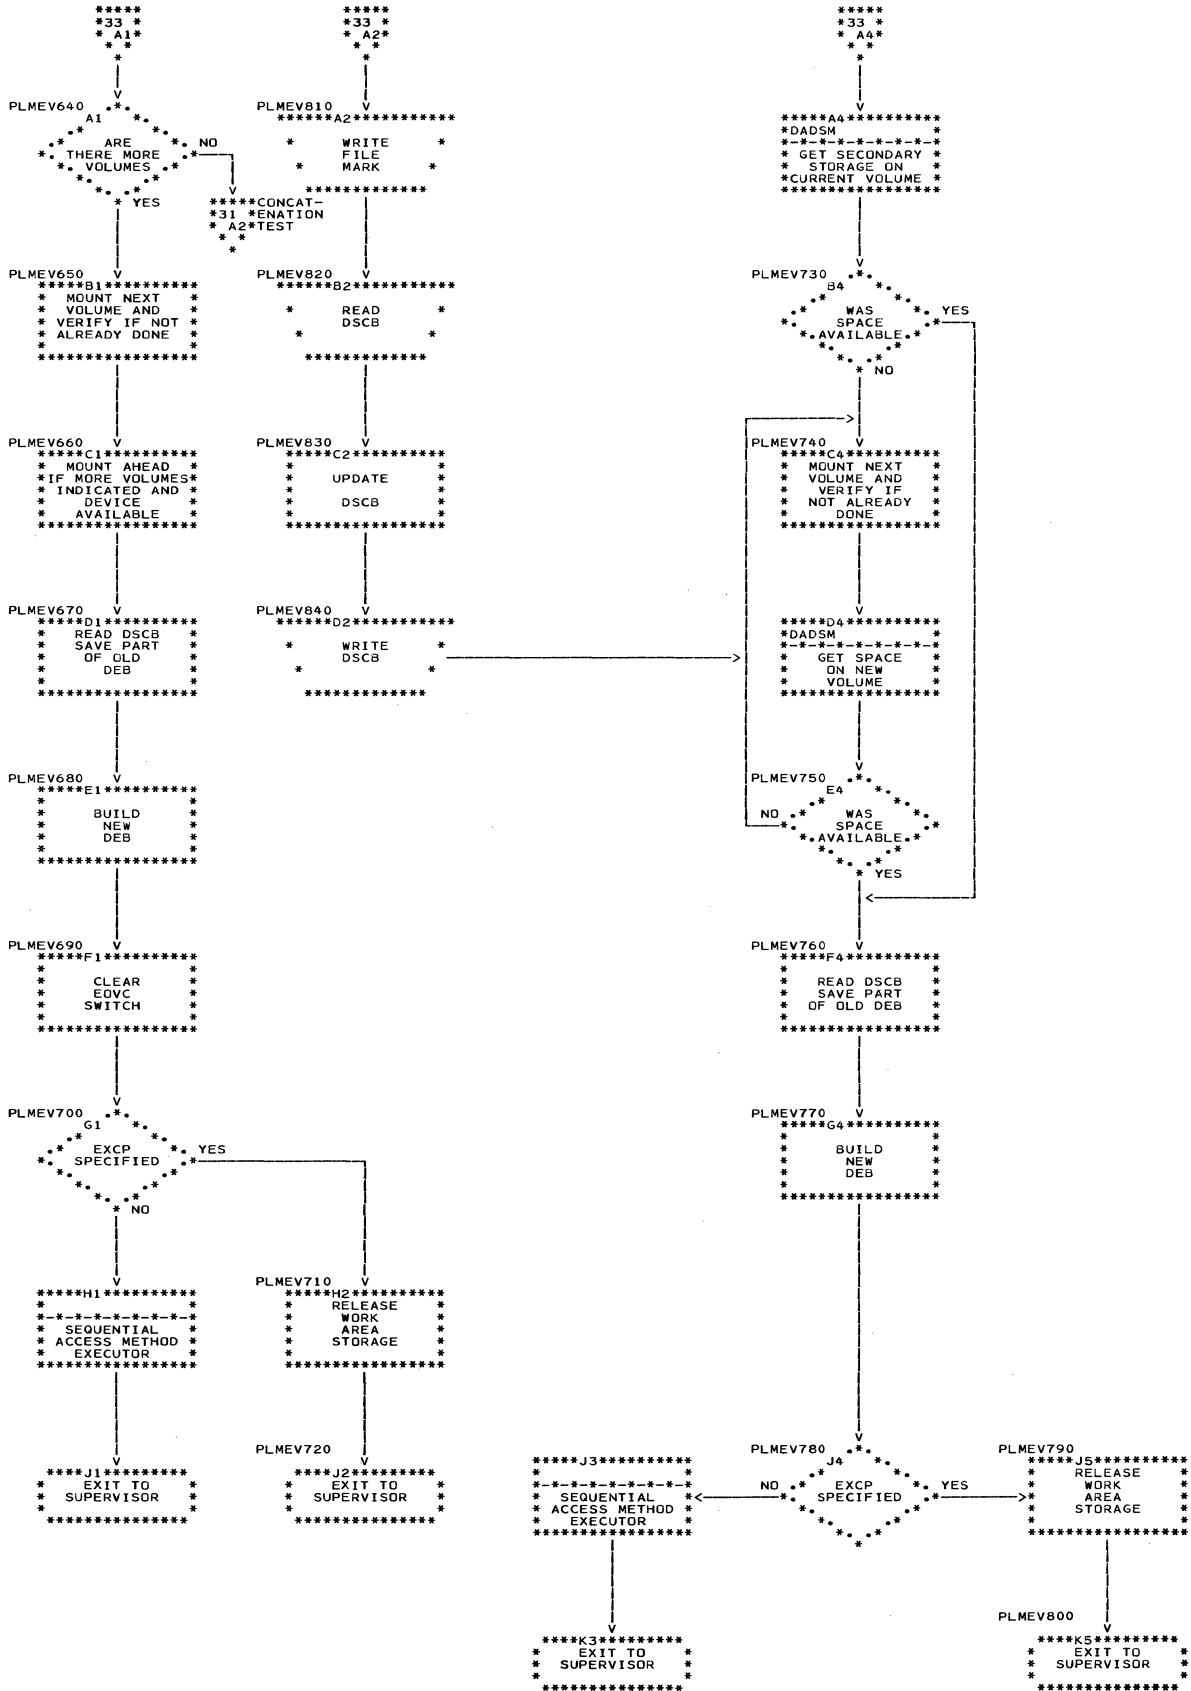 33
A1
33
A2
33
A4
PLMEV640
A1
ARE
THERE MORE
VOLUMES
NO
YES
CONCAT-
31 ENATION
A2 TEST
PLMEV650
B1
MOUNT NEXT
VOLUME AND
VERIFY IF NOT
ALREADY DONE
PLMEV660
C1
MOUNT AHEAD
IF MORE VOLUMES
INDICATED AND
DEVICE
AVAILABLE
PLMEV670
D1
READ DSCB
SAVE PART
OF OLD
DEB
PLMEV680
E1
BUILD
NEW
DEB
PLMEV690
F1
CLEAR
EOVC
SWITCH
PLMEV700
G1
EXCP
SPECIFIED
YES
NO
H1
SEQUENTIAL
ACCESS METHOD
EXECUTOR
J1
EXIT TO
SUPERVISOR
PLMEV810
A2
WRITE
FILE
MARK
PLMEV820
B2
READ
DSCB
PLMEV830
C2
UPDATE
DSCB
PLMEV840
D2
WRITE
DSCB
PLMEV710
H2
RELEASE
WORK
AREA
STORAGE
PLMEV720
J2
EXIT TO
SUPERVISOR
A4
DADSM
GET SECONDARY
STORAGE ON
CURRENT VOLUME
PLMEV730
B4
WAS
SPACE
AVAILABLE
YES
NO
PLMEV740
C4
MOUNT NEXT
VOLUME AND
VERIFY IF
NOT ALREADY
DONE
D4
DADSM
GET SPACE
ON NEW
VOLUME
PLMEV750
E4
WAS
SPACE
AVAILABLE
NO
YES
PLMEV760
F4
READ DSCB
SAVE PART
OF OLD DEB
PLMEV770
G4
BUILD
NEW
DEB
PLMEV780
J4
EXCP
SPECIFIED
NO
YES
J3
SEQUENTIAL
ACCESS METHOD
EXECUTOR
K3
EXIT TO
SUPERVISOR
PLMEV790
J5
RELEASE
WORK
AREA
STORAGE
PLMEV800
K5
EXIT TO
SUPERVISOR